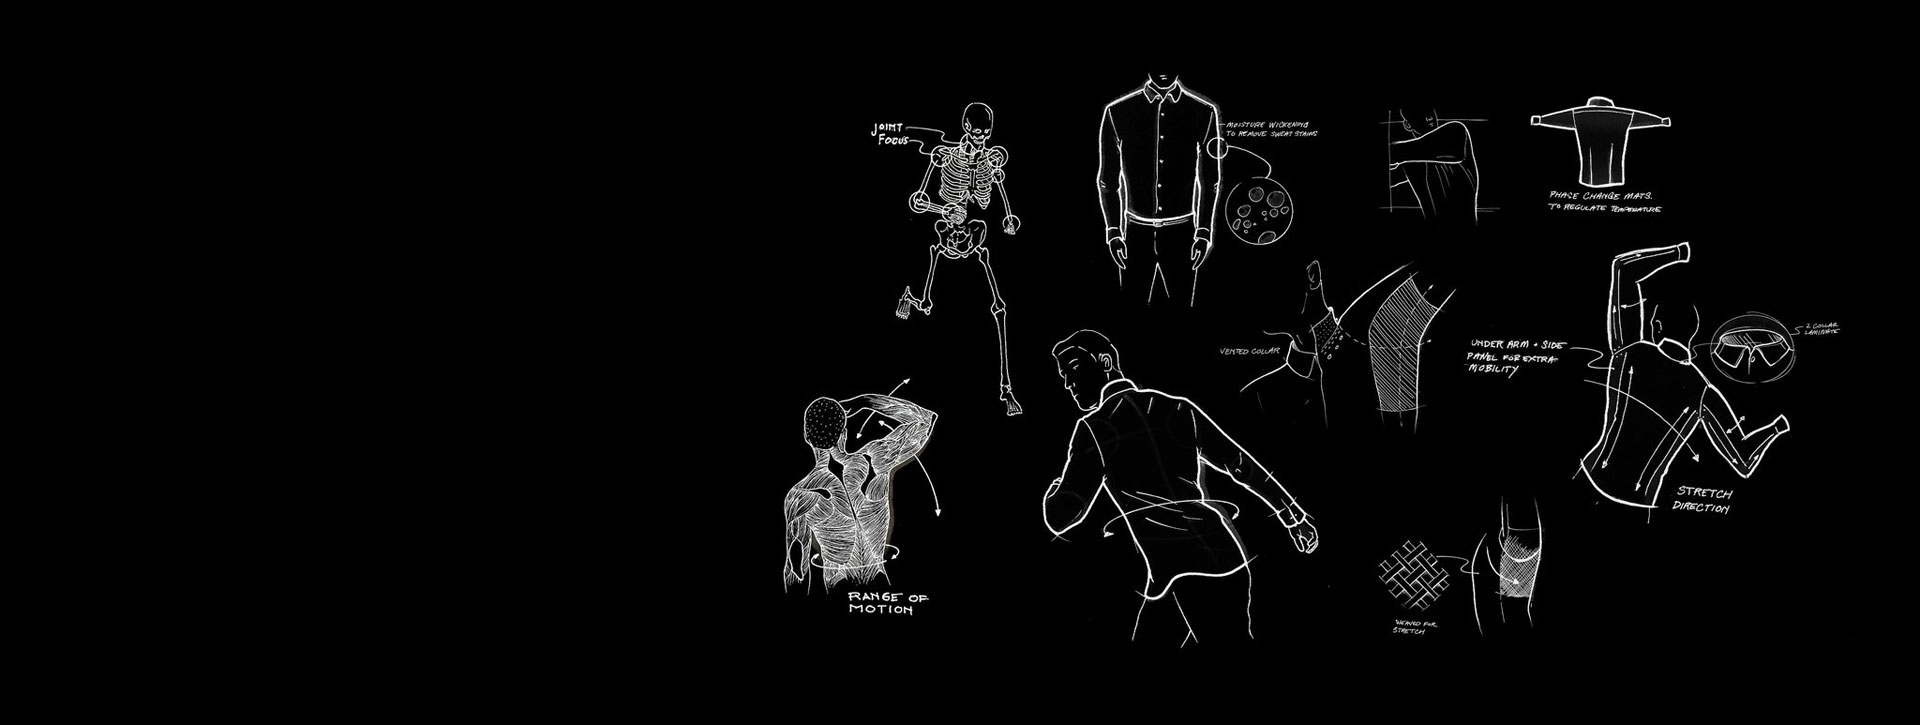 JOINT
FOCUS
MOISTURE WICKENING
TO REMOVE SWEAT STAINS
PHASE CHANGE MATS.
TO REGULATE TEMPERATURE
VENTED COLLAR
UNDER ARM + SIDE
PANEL FOR EXTRA
MOBILITY
2 COLLAR
LAMINATE
STRETCH
DIRECTION
RANGE OF
MOTION
WEAVED FOR
STRETCH